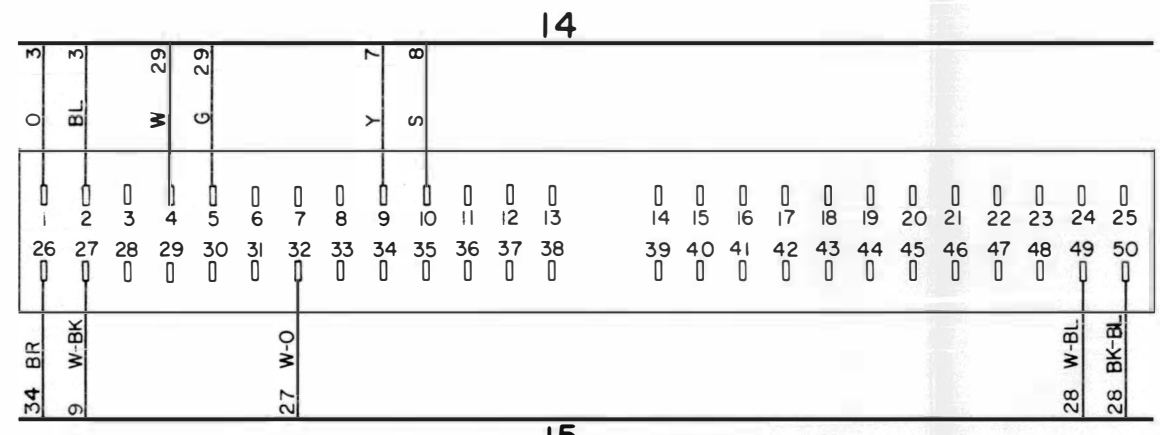 14
3 3 29 29 7 8
O BL W G Y S
1 2 3 4 5 6 7 8 9 10 11 12 13 14 15 16 17 18 19 20 21 22 23 24 25
26 27 28 29 30 31 32 33 34 35 36 37 38 39 40 41 42 43 44 45 46 47 48 49 50
BR W-BK W-O W-BL BK-BL
34 9 27 28 28
15